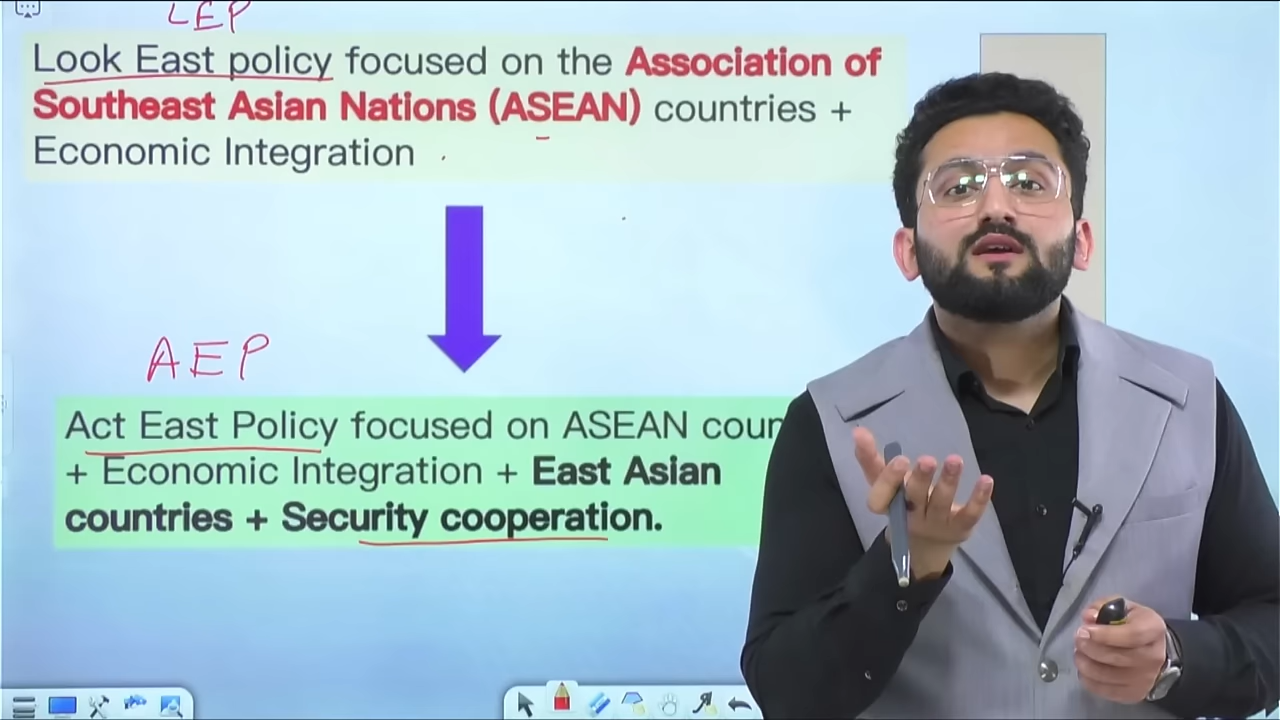 LEP
Look East policy focused on the Association of
Southeast Asian Nations (ASEAN) countries +
Economic Integration
AEP
Act East Policy focused on ASEAN coun
+ Economic Integration + East Asian
countries + Security cooperation.